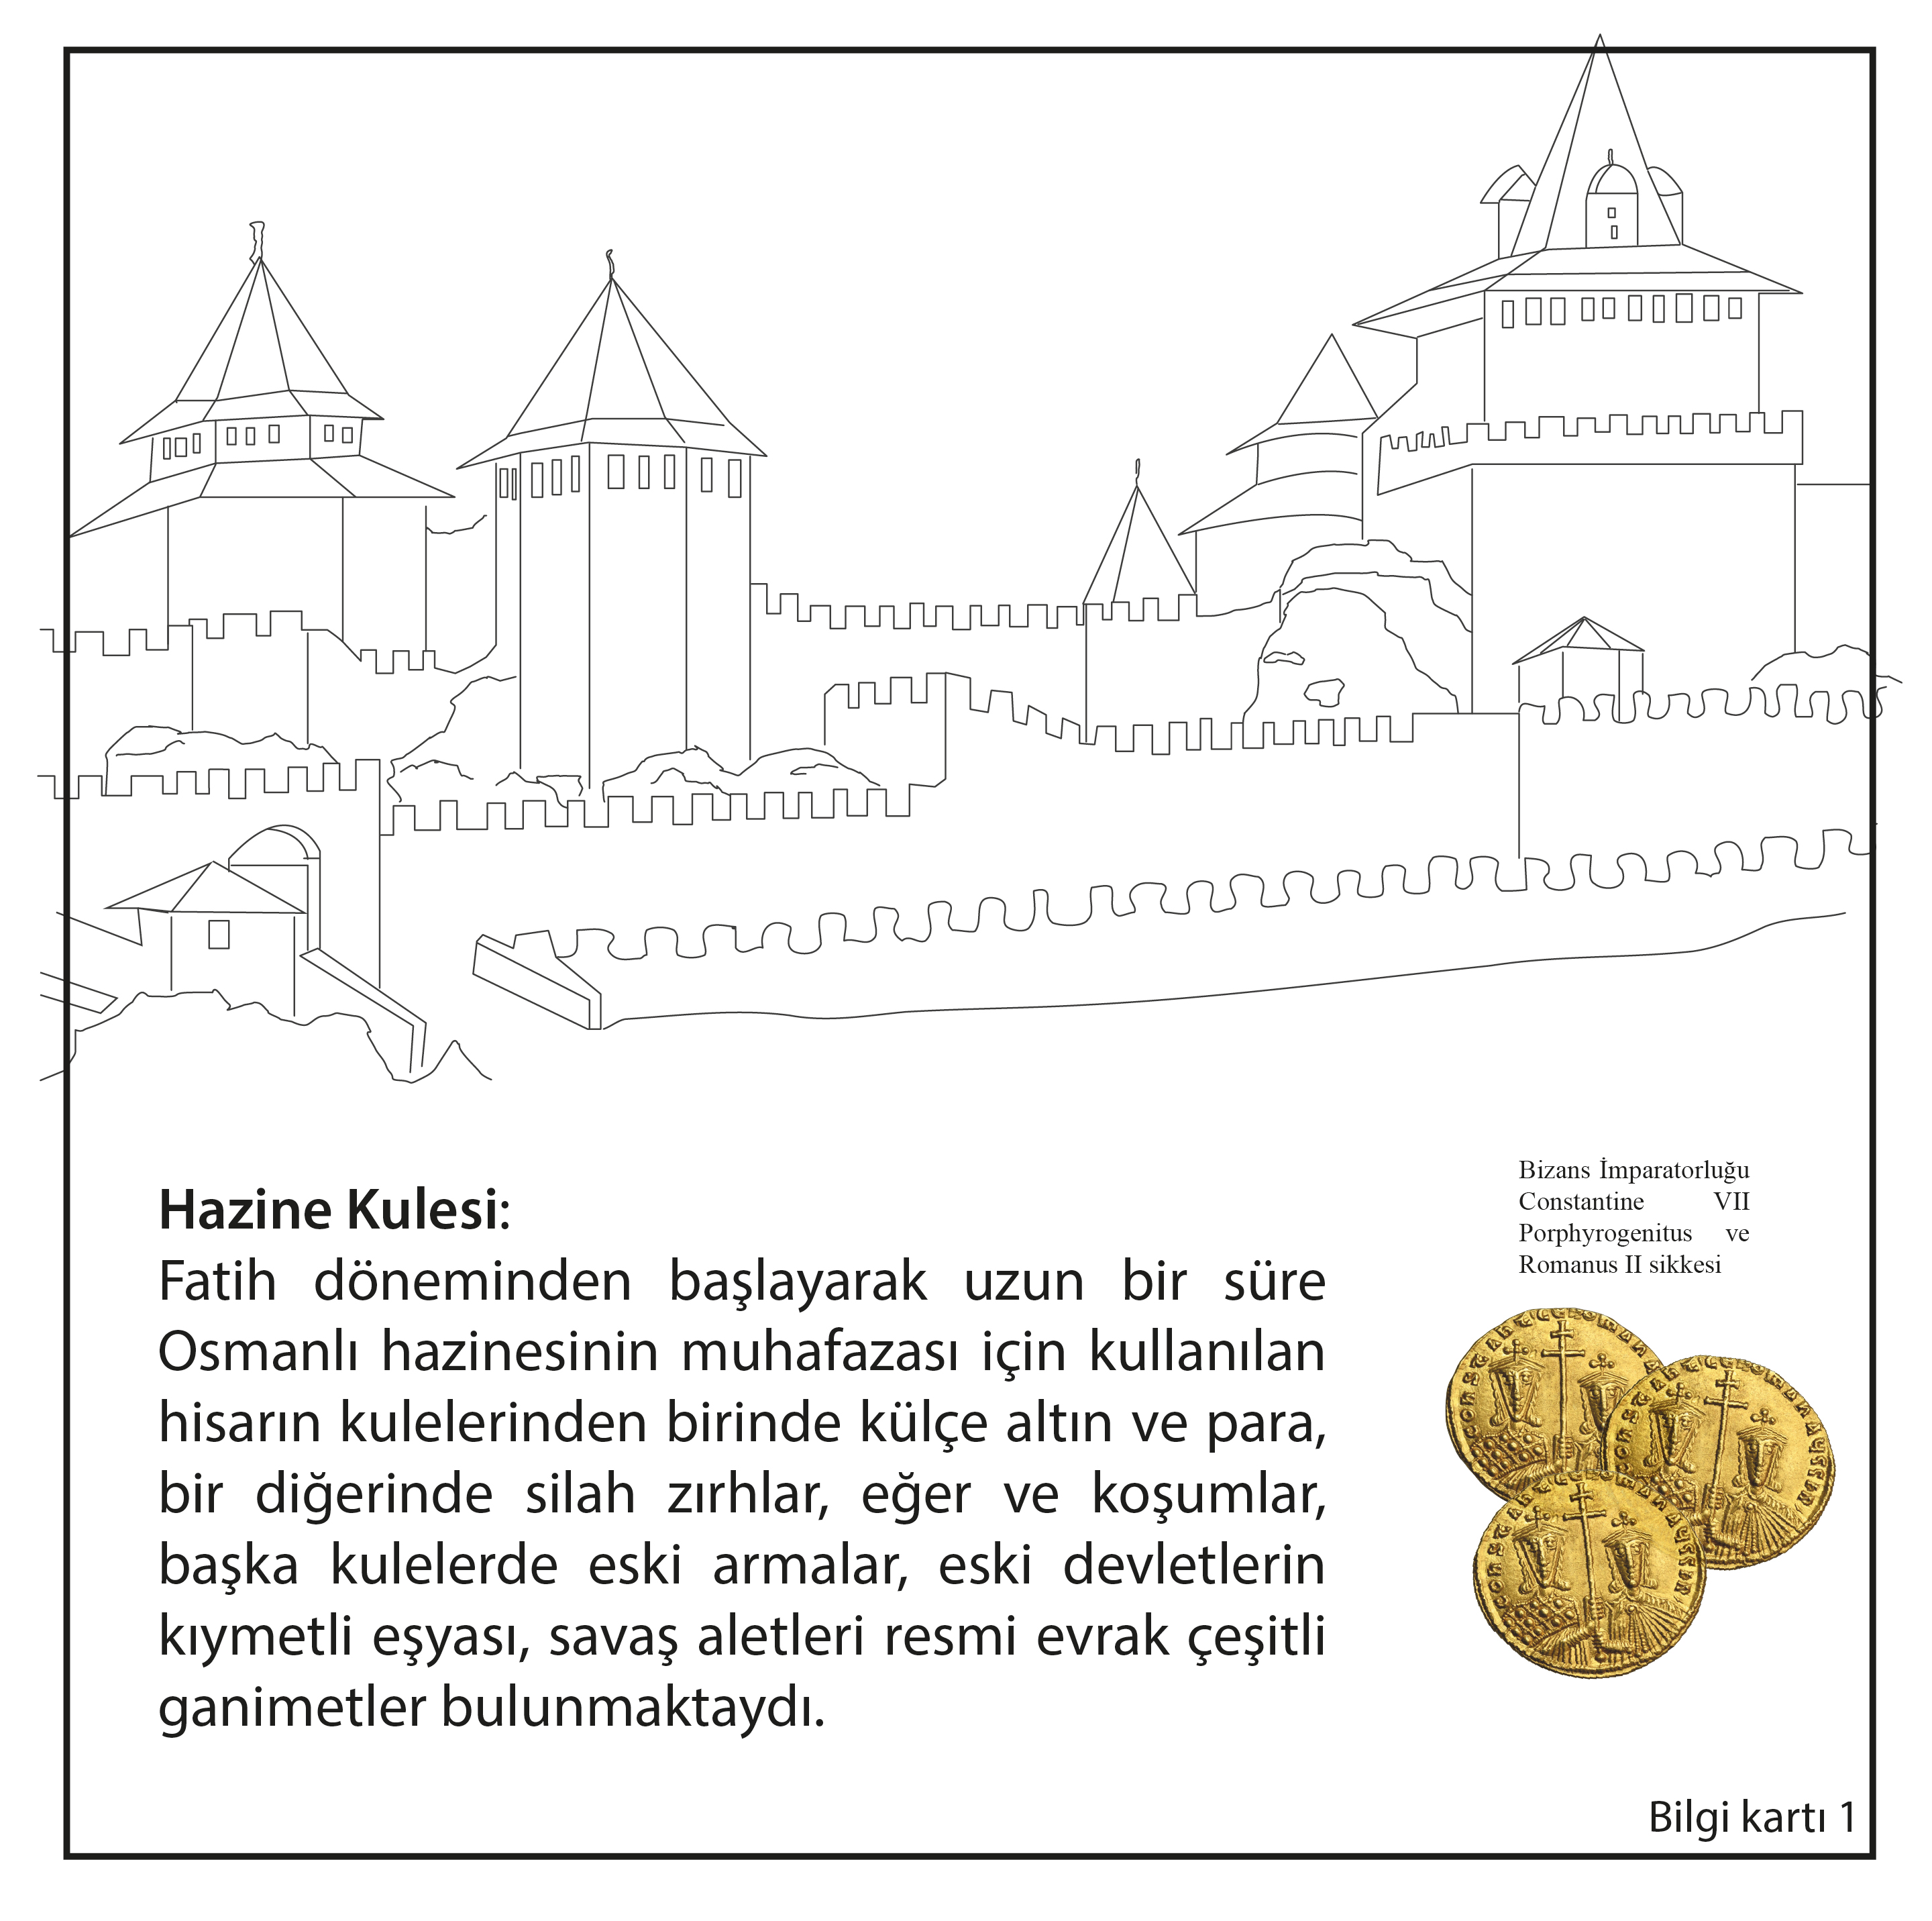 Bizans İmparatorluğu
Constantine VII
Porphyrogenitus ve
Romanus II sikkesi
Hazine Kulesi:
Fatih döneminden başlayarak uzun bir süre
Osmanlı hazinesinin muhafazası için kullanılan
hisarın kulelerinden birinde külçe altın ve para,
bir diğerinde silah zırhlar, eğer ve koşumlar,
başka kulelerde eski armalar, eski devletlerin
kıymetli eşyası, savaş aletleri resmi evrak çeşitli
ganimetler bulunmaktaydı.
Bilgi kartı 1